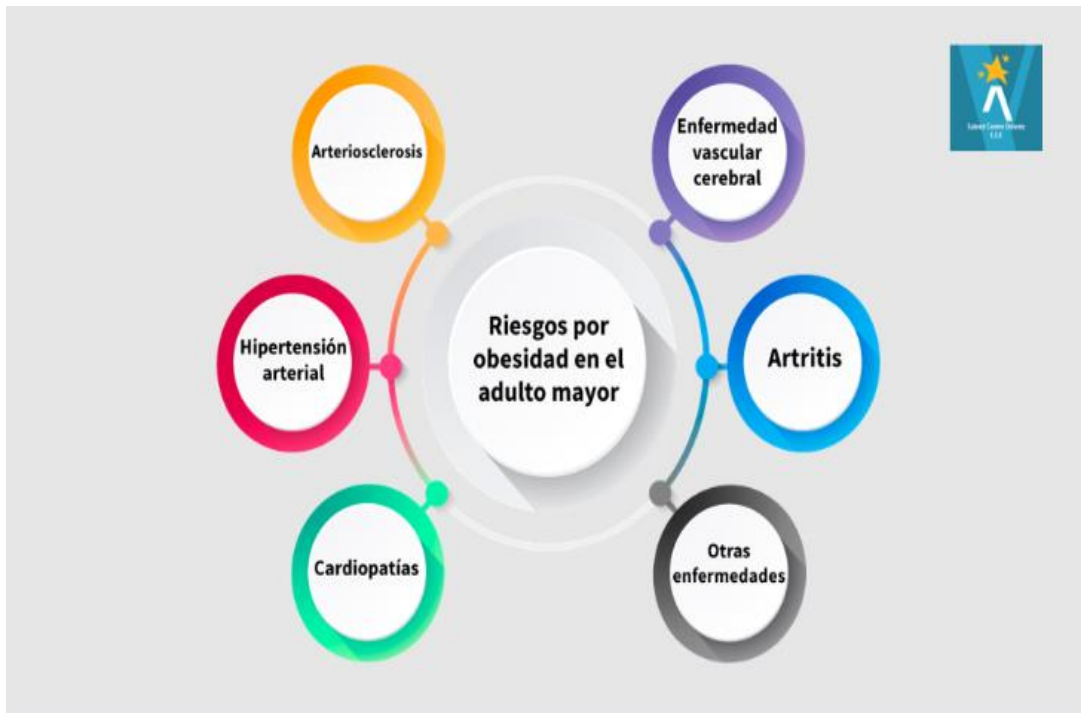 Arteriosclerosis
Enfermedad
vascular
cerebral
Hipertensión
arterial
Riesgos por
obesidad en el
adulto mayor
Artritis
Cardiopatías
Otras
enfermedades